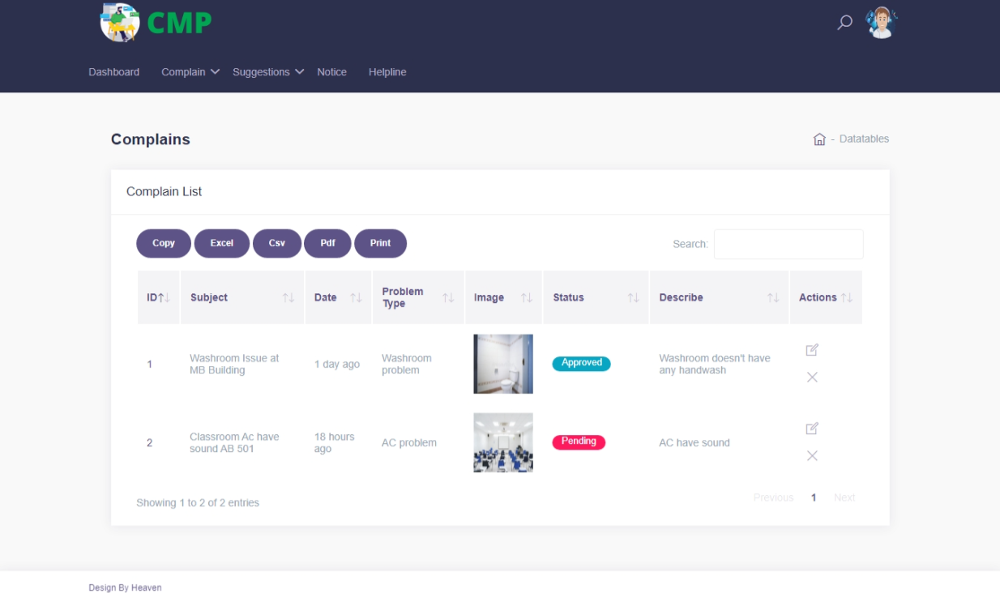 CMP
Dashboard Complain Suggestions Notice Helpline
Complains
- Datatables
Complain List
Copy Excel Csv Pdf Print Search:
ID Subject Date Problem Type Image Status Describe Actions
1 Washroom Issue at MB Building 1 day ago Washroom problem Approved Washroom doesn't have any handwash
2 Classroom Ac have sound AB 501 18 hours ago AC problem Pending AC have sound
Showing 1 to 2 of 2 entries
Previous 1 Next
Design By Heaven